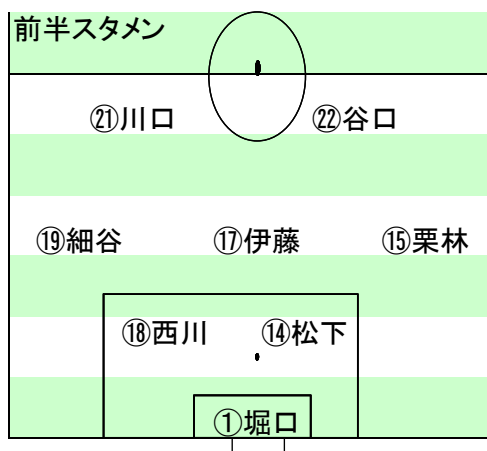 前半スタメン
㉑川口 ㉒谷口
⑲細谷 ⑰伊藤 ⑮栗林
⑱西川 ⑭松下
①堀口